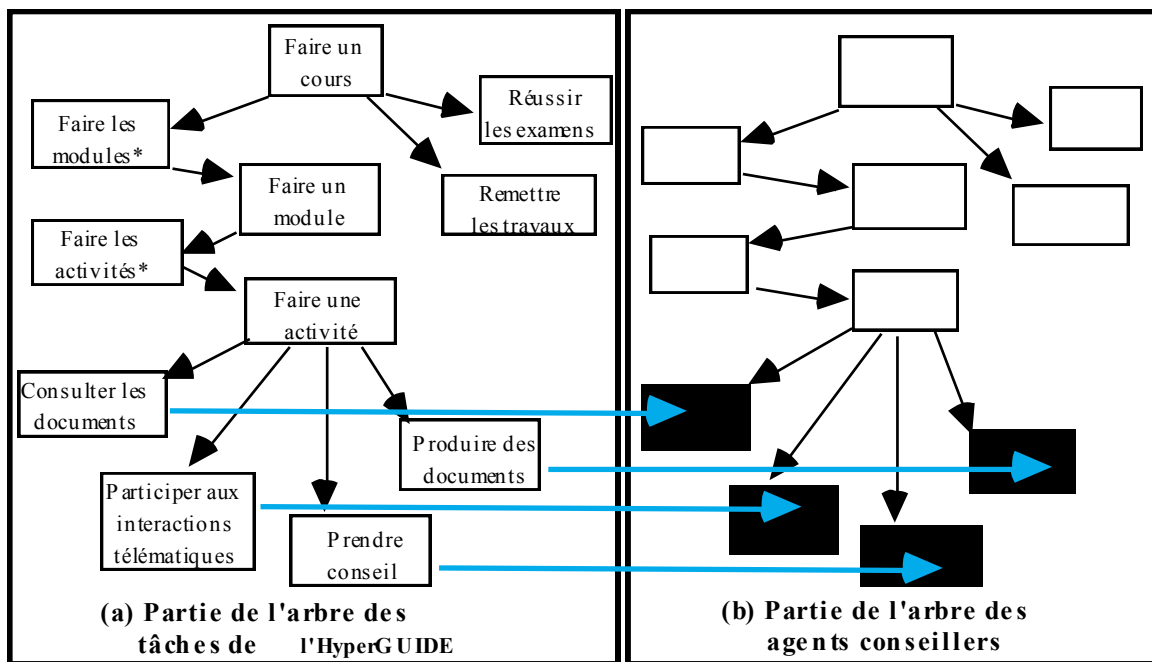 Faire un
cours
Réussir
les examens
Faire les
modules*
Faire un
module
Remettre
les travaux
Faire les
activités*
Faire une
activité
Consulter les
documents
Produire des
documents
Participer aux
interactions
télématiques
Prendre
conseil
(a) Partie de l'arbre des
tâches de l'HyperGUIDE
(b) Partie de l'arbre des
agents conseillers